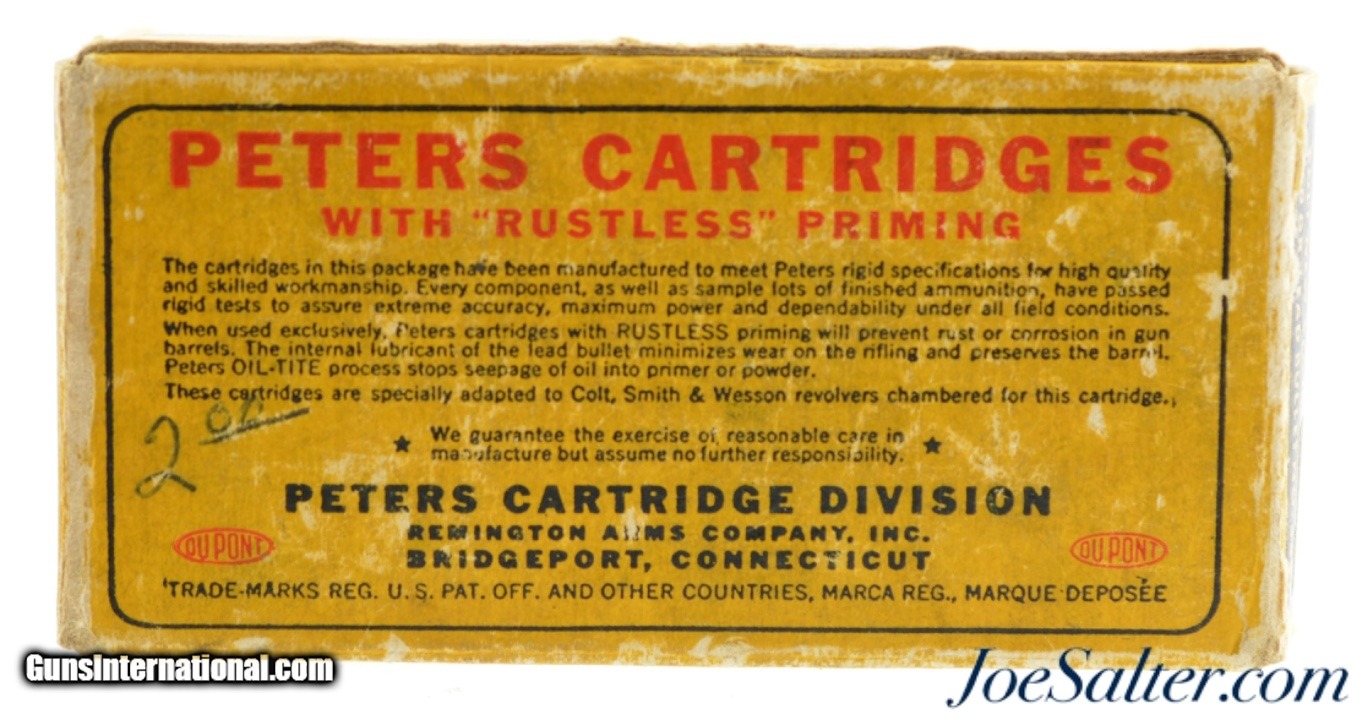 PETERS CARTRIDGES
WITH "RUSTLESS" PRIMING
The cartridges in this package have been manufactured to meet Peters rigid specifications for high quality
and skilled workmanship. Every component, as well as sample lots of finished ammunition, have passed
rigid tests to assure extreme accuracy, maximum power and dependability under all field conditions.
When used exclusively, Peters cartridges with RUSTLESS priming will prevent rust or corrosion in gun
barrels. The internal lubricant of the lead bullet minimizes wear on the rifling and preserves the barrel.
Peters OIL-TITE process stops seepage of oil into primer or powder.
These cartridges are specially adapted to Colt, Smith & Wesson revolvers chambered for this cartridge.
2
★ We guarantee the exercise of reasonable care in ★
manufacture but assume no further responsibility.
PETERS CARTRIDGE DIVISION
REMINGTON ARMS COMPANY, INC.
DU PONT BRIDGEPORT, CONNECTICUT DU PONT
TRADE-MARKS REG. U. S. PAT. OFF. AND OTHER COUNTRIES, MARCA REG., MARQUE DEPOSÉE
GunsInternational.com
JoeSalter.com